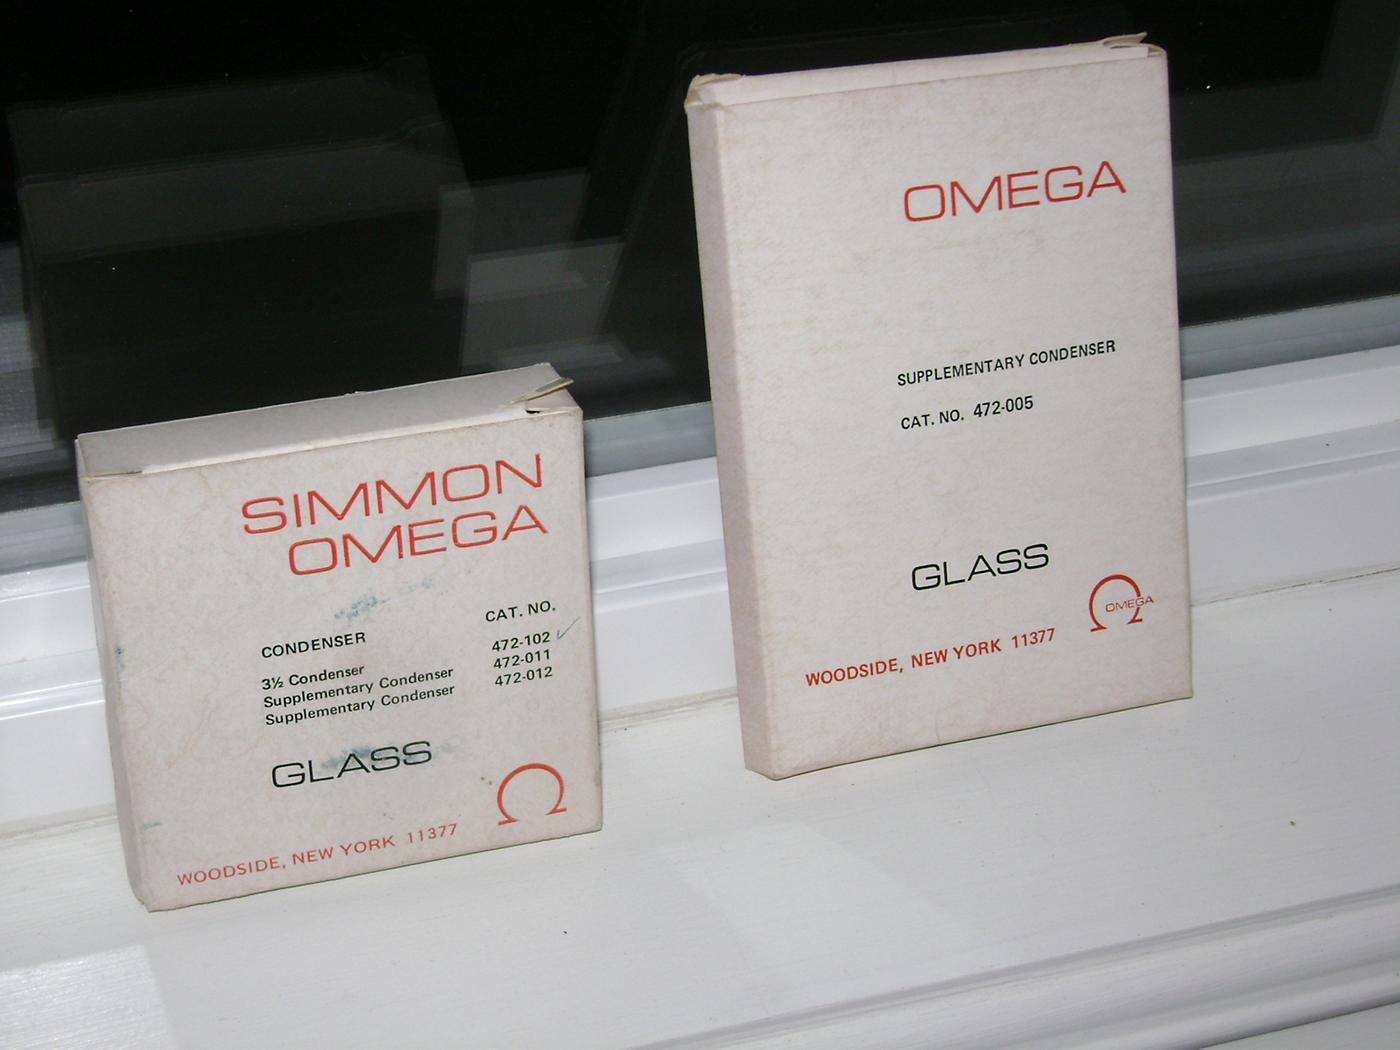 SIMMON
OMEGA
CONDENSER CAT. NO.
3½ Condenser 472-102
Supplementary Condenser 472-011
Supplementary Condenser 472-012
GLASS
Ω
WOODSIDE, NEW YORK 11377
OMEGA
SUPPLEMENTARY CONDENSER
CAT. NO. 472-005
GLASS
Ω OMEGA
WOODSIDE, NEW YORK 11377